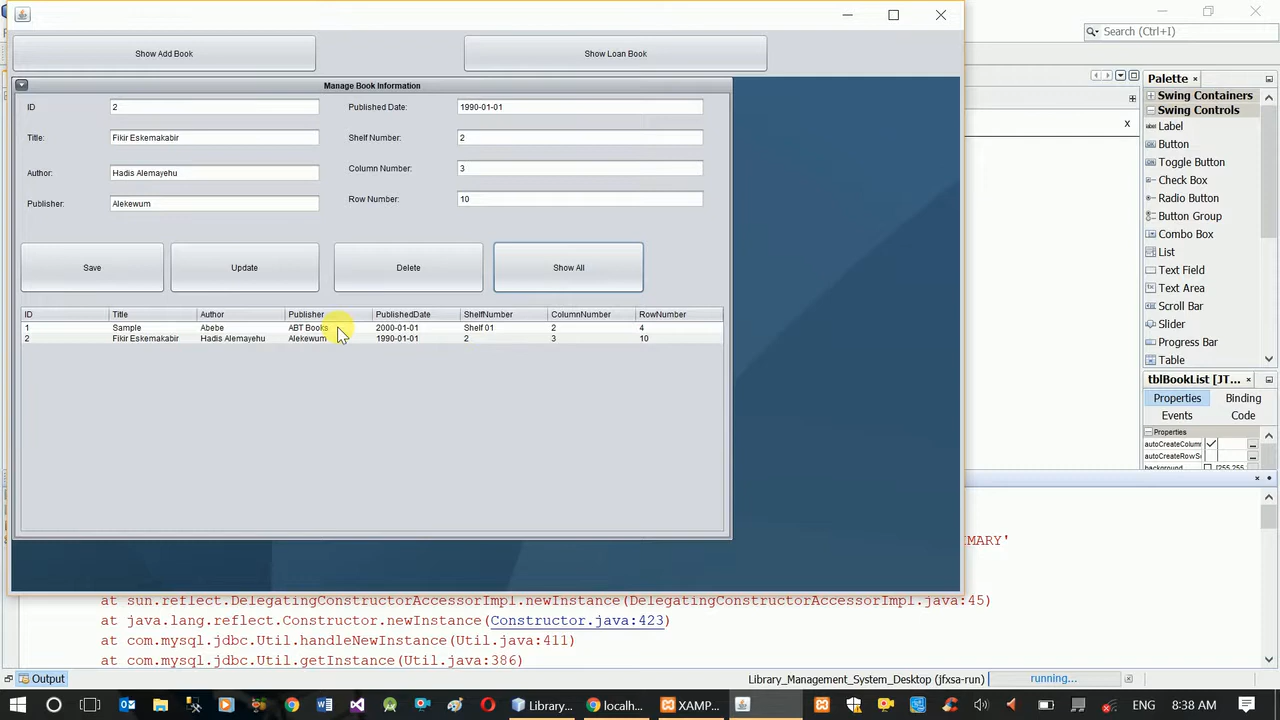 Search (Ctrl+I)
Show Add Book
Show Loan Book
Manage Book Information
ID 2 Published Date: 1990-01-01
Title: Fikir Eskemakabir Shelf Number: 2
Author: Hadis Alemayehu Column Number: 3
Publisher: Alekewum Row Number: 10
Save Update Delete Show All
ID Title Author Publisher PublishedDate ShelfNumber ColumnNumber RowNumber
1 Sample Abebe ABT Books 2000-01-01 Shelf 01 2 4
2 Fikir Eskemakabir Hadis Alemayehu Alekewum 1990-01-01 2 3 10
Palette
Swing Containers
Swing Controls
Label
Button
Toggle Button
Check Box
Radio Button
Button Group
Combo Box
List
Text Field
Text Area
Scroll Bar
Slider
Progress Bar
Table
tblBookList [JT...
Properties Binding
Events Code
Properties
autoCreateColumn
autoCreateRowSo
background [255,255,
MARY'
at sun.reflect.DelegatingConstructorAccessorImpl.newInstance(DelegatingConstructorAccessorImpl.java:45)
at java.lang.reflect.Constructor.newInstance(Constructor.java:423)
at com.mysql.jdbc.Util.handleNewInstance(Util.java:411)
at com.mysql.jdbc.Util.getInstance(Util.java:386)
Output
Library_Management_System_Desktop (jfxsa-run) running...
Library... localh... XAMP... ENG 8:38 AM